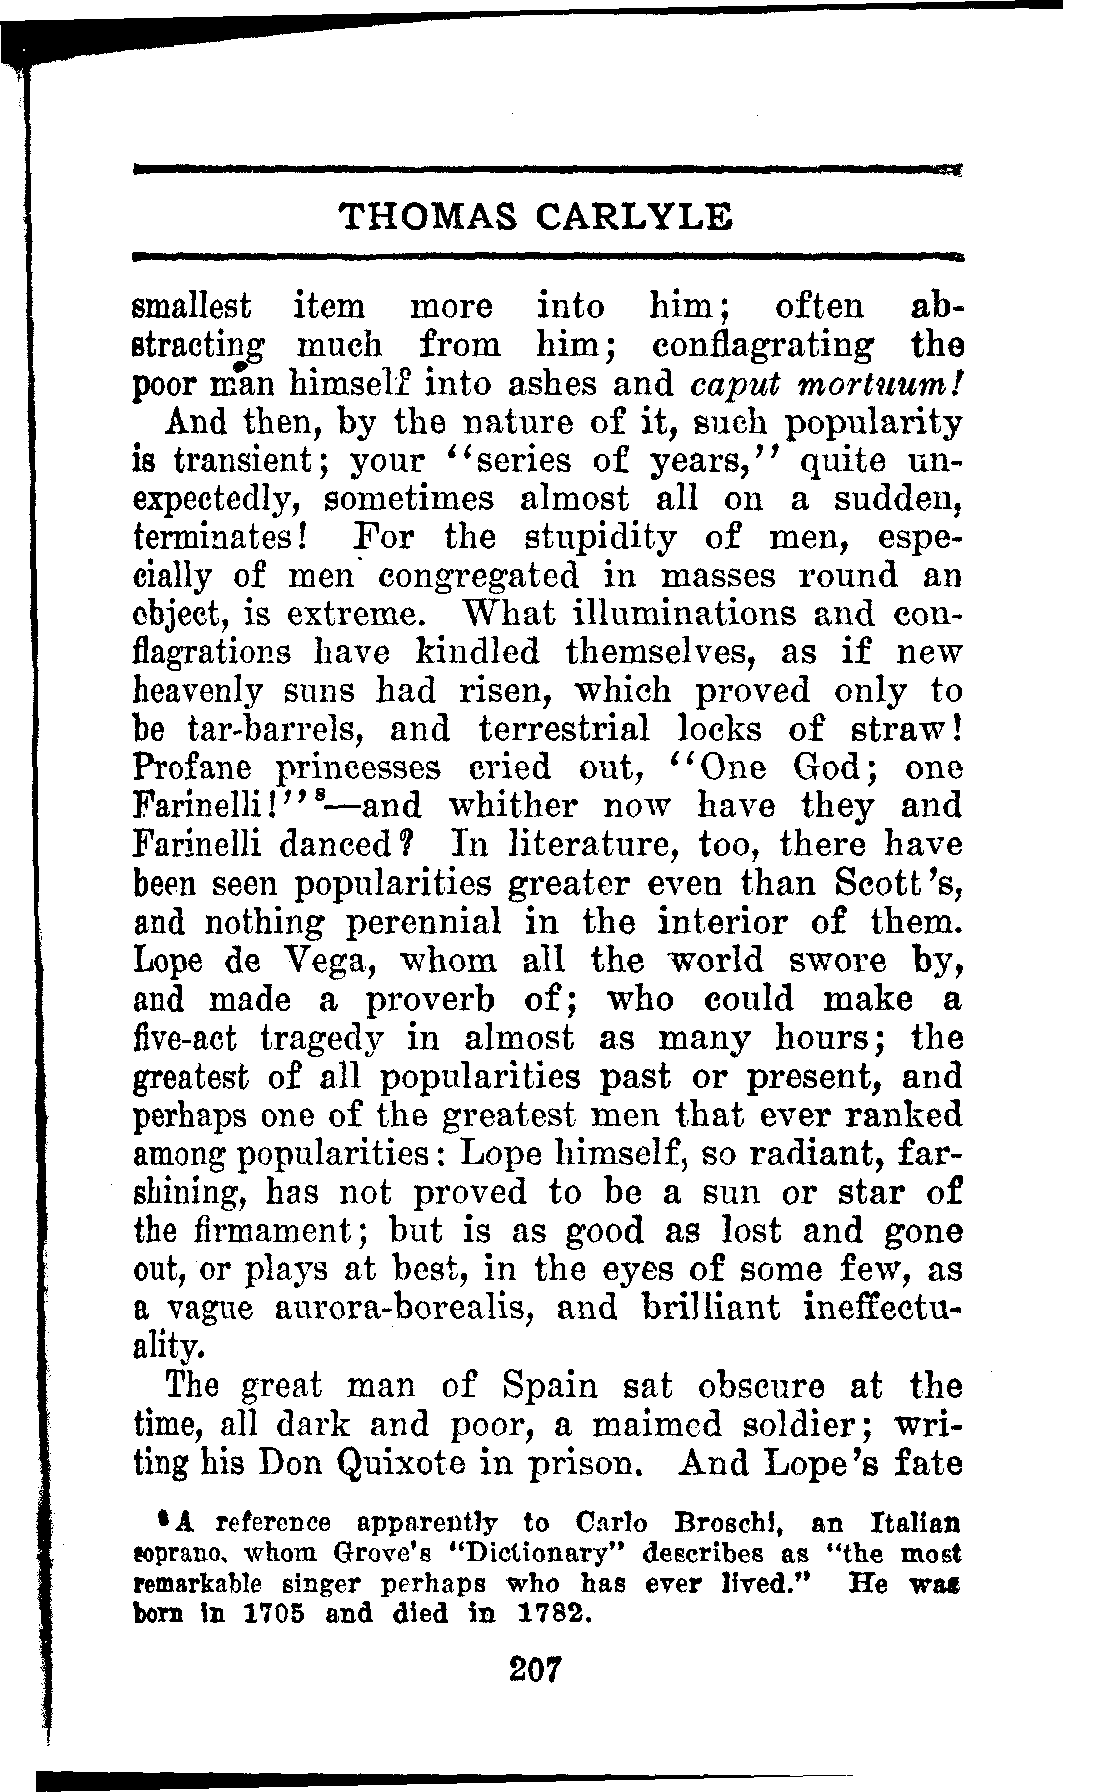 THOMAS CARLYLE
smallest item more into him; often ab-
stracting much from him; conflagrating the
poor man himself into ashes and caput mortuum!
And then, by the nature of it, such popularity
is transient; your "series of years," quite un-
expectedly, sometimes almost all on a sudden,
terminates! For the stupidity of men, espe-
cially of men congregated in masses round an
object, is extreme. What illuminations and con-
flagrations have kindled themselves, as if new
heavenly suns had risen, which proved only to
be tar-barrels, and terrestrial locks of straw!
Profane princesses cried out, "One God; one
Farinelli!"⁸—and whither now have they and
Farinelli danced? In literature, too, there have
been seen popularities greater even than Scott's,
and nothing perennial in the interior of them.
Lope de Vega, whom all the world swore by,
and made a proverb of; who could make a
five-act tragedy in almost as many hours; the
greatest of all popularities past or present, and
perhaps one of the greatest men that ever ranked
among popularities: Lope himself, so radiant, far-
shining, has not proved to be a sun or star of
the firmament; but is as good as lost and gone
out, or plays at best, in the eyes of some few, as
a vague aurora-borealis, and brilliant ineffectu-
ality.
The great man of Spain sat obscure at the
time, all dark and poor, a maimed soldier; wri-
ting his Don Quixote in prison. And Lope's fate
⁸ A reference apparently to Carlo Broschi, an Italian
soprano, whom Grove's "Dictionary" describes as "the most
remarkable singer perhaps who has ever lived." He was
born in 1705 and died in 1782.
207